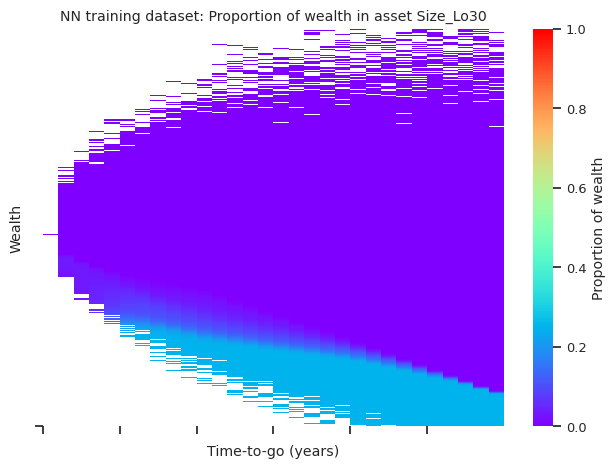 NN training dataset: Proportion of wealth in asset Size_Lo30
Wealth
Time-to-go (years)
1.0
0.8
0.6
0.4
0.2
0.0
Proportion of wealth